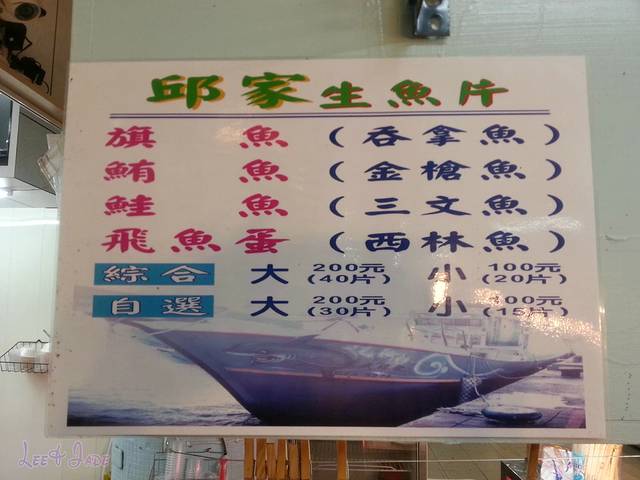 邱家生魚片
旗魚(吞拿魚)
鮪魚(金槍魚)
鮭魚(三文魚)
飛魚蛋(西林魚)
綜合 大 200元(40片) 小 100元(20片)
自選 大 200元(30片) 小 100元(15片)
Lee & Jade